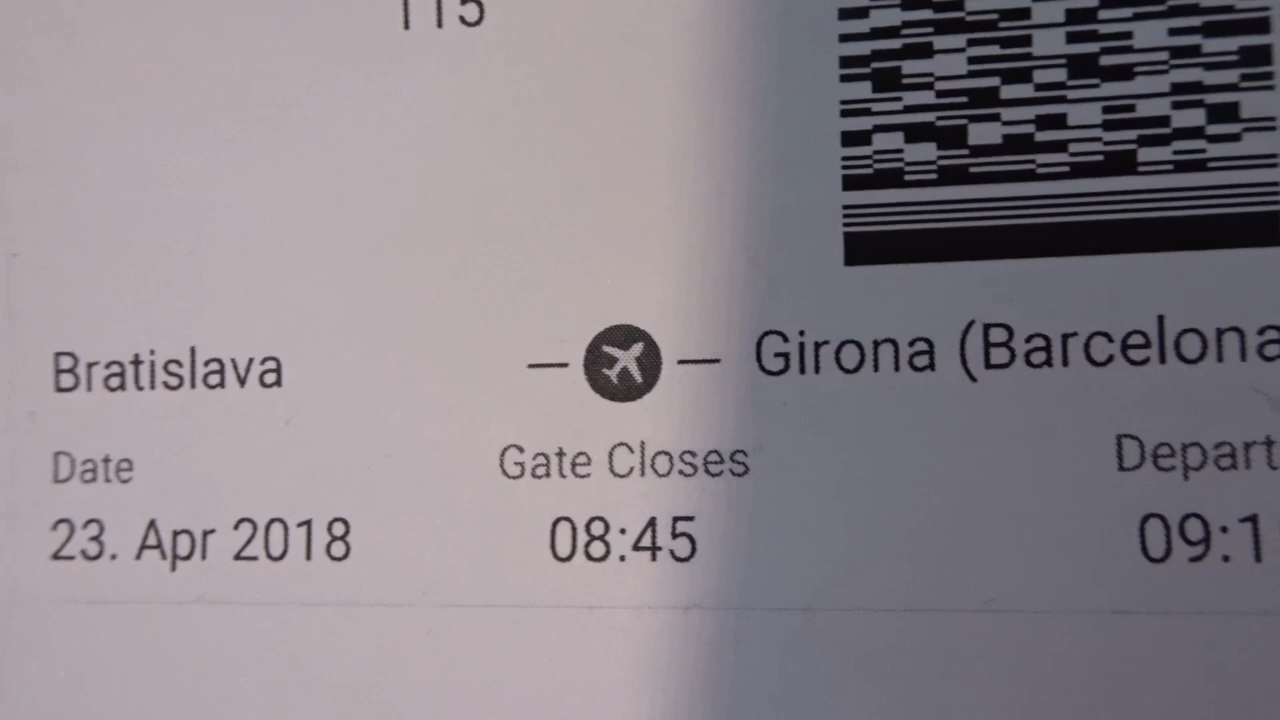 115
Bratislava — — Girona (Barcelona
Date Gate Closes Depart
23. Apr 2018 08:45 09:1